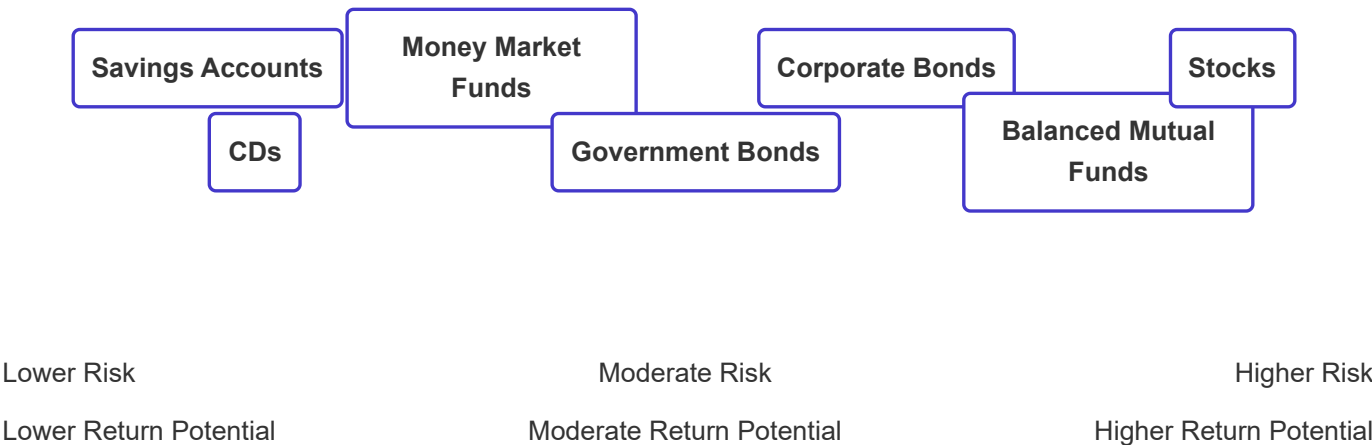 Savings Accounts
Money Market
Funds
Corporate Bonds
Stocks
CDs
Government Bonds
Balanced Mutual
Funds
Lower Risk
Moderate Risk
Higher Risk
Lower Return Potential
Moderate Return Potential
Higher Return Potential